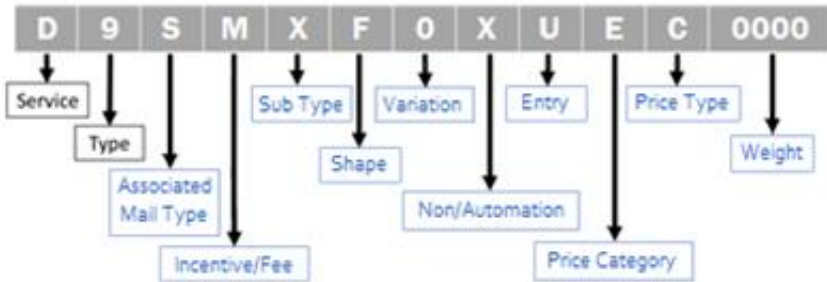 D 9 S M X F 0 X U E C 0000
Service
Sub Type
Variation
Entry
Price Type
Type
Shape
Weight
Associated
Mail Type
Non/Automation
Incentive/Fee
Price Category